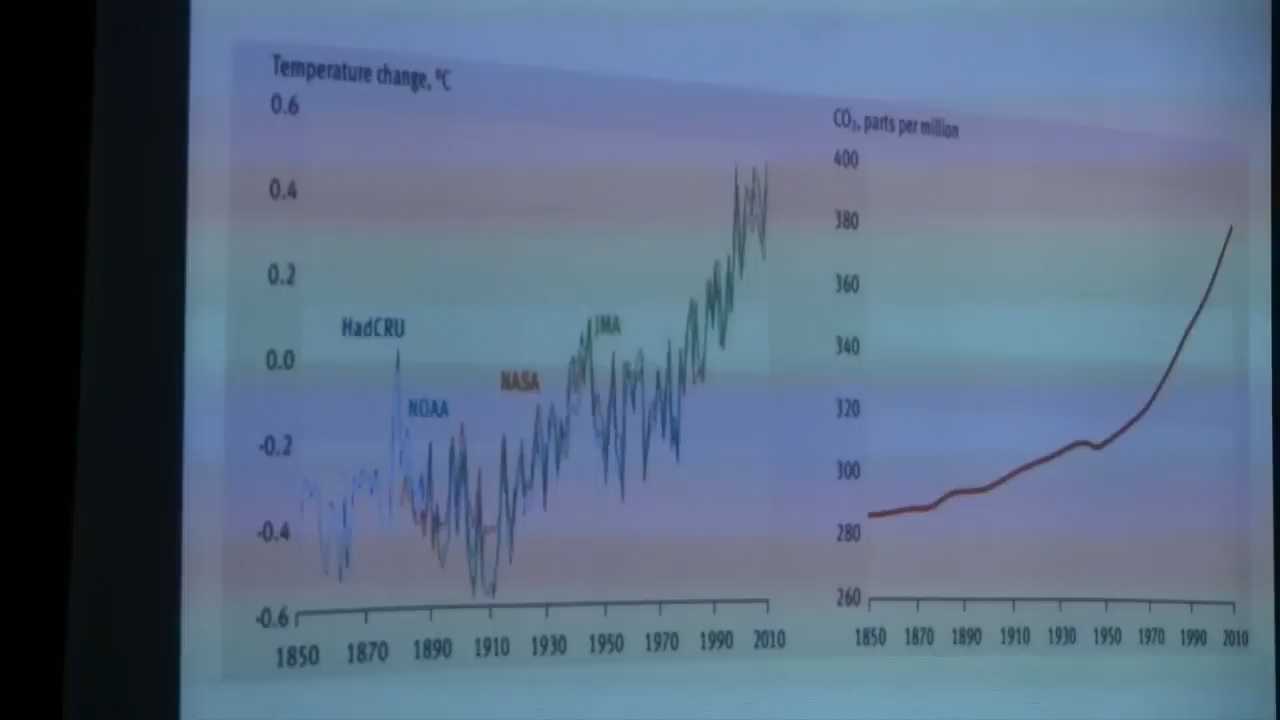 Temperature change, ºC
0.6
0.4
0.2
0.0
-0.2
-0.4
-0.6
HadCRU
NOAA
NASA
JMA
1850 1870 1890 1910 1930 1950 1970 1990 2010
CO₂, parts per million
400
380
360
340
320
300
280
260
1850 1870 1890 1910 1930 1950 1970 1990 2010